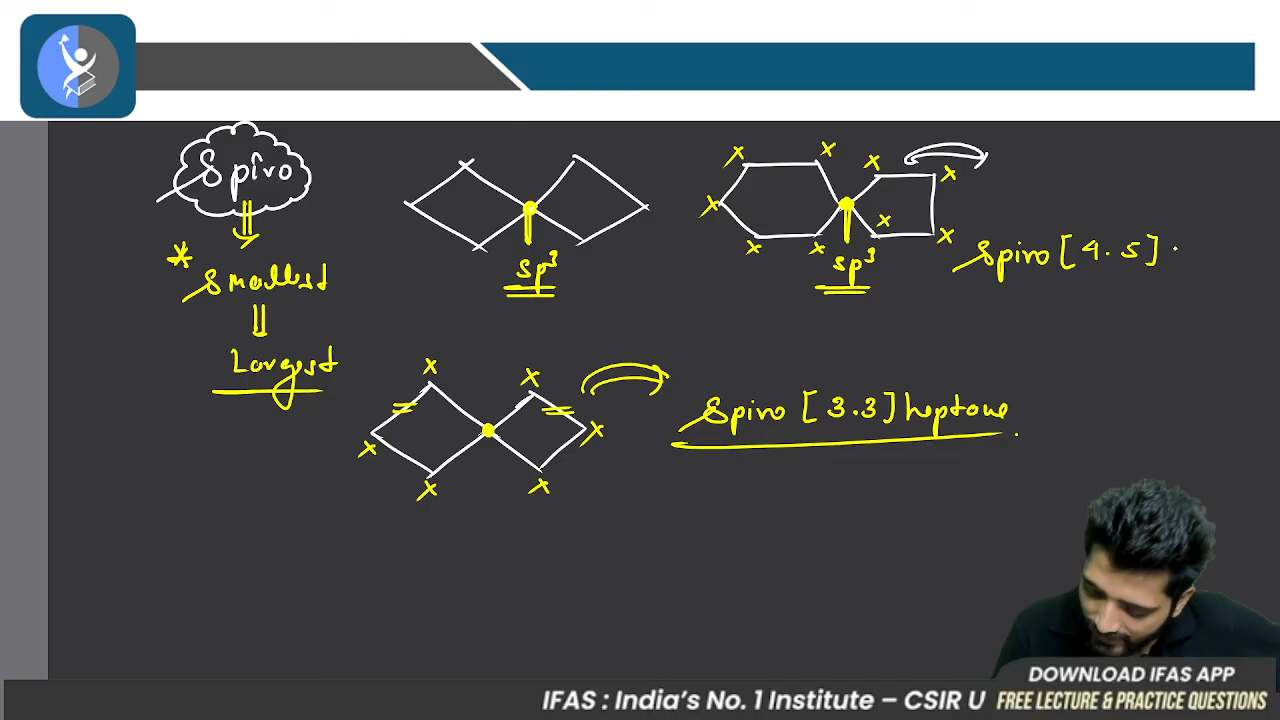 Spiro
* Smallest
Largest
sp³
sp³
Spiro [4.5]
Spiro [3.3] heptane
DOWNLOAD IFAS APP
IFAS : India's No. 1 Institute – CSIR U
FREE LECTURE & PRACTICE QUESTIONS